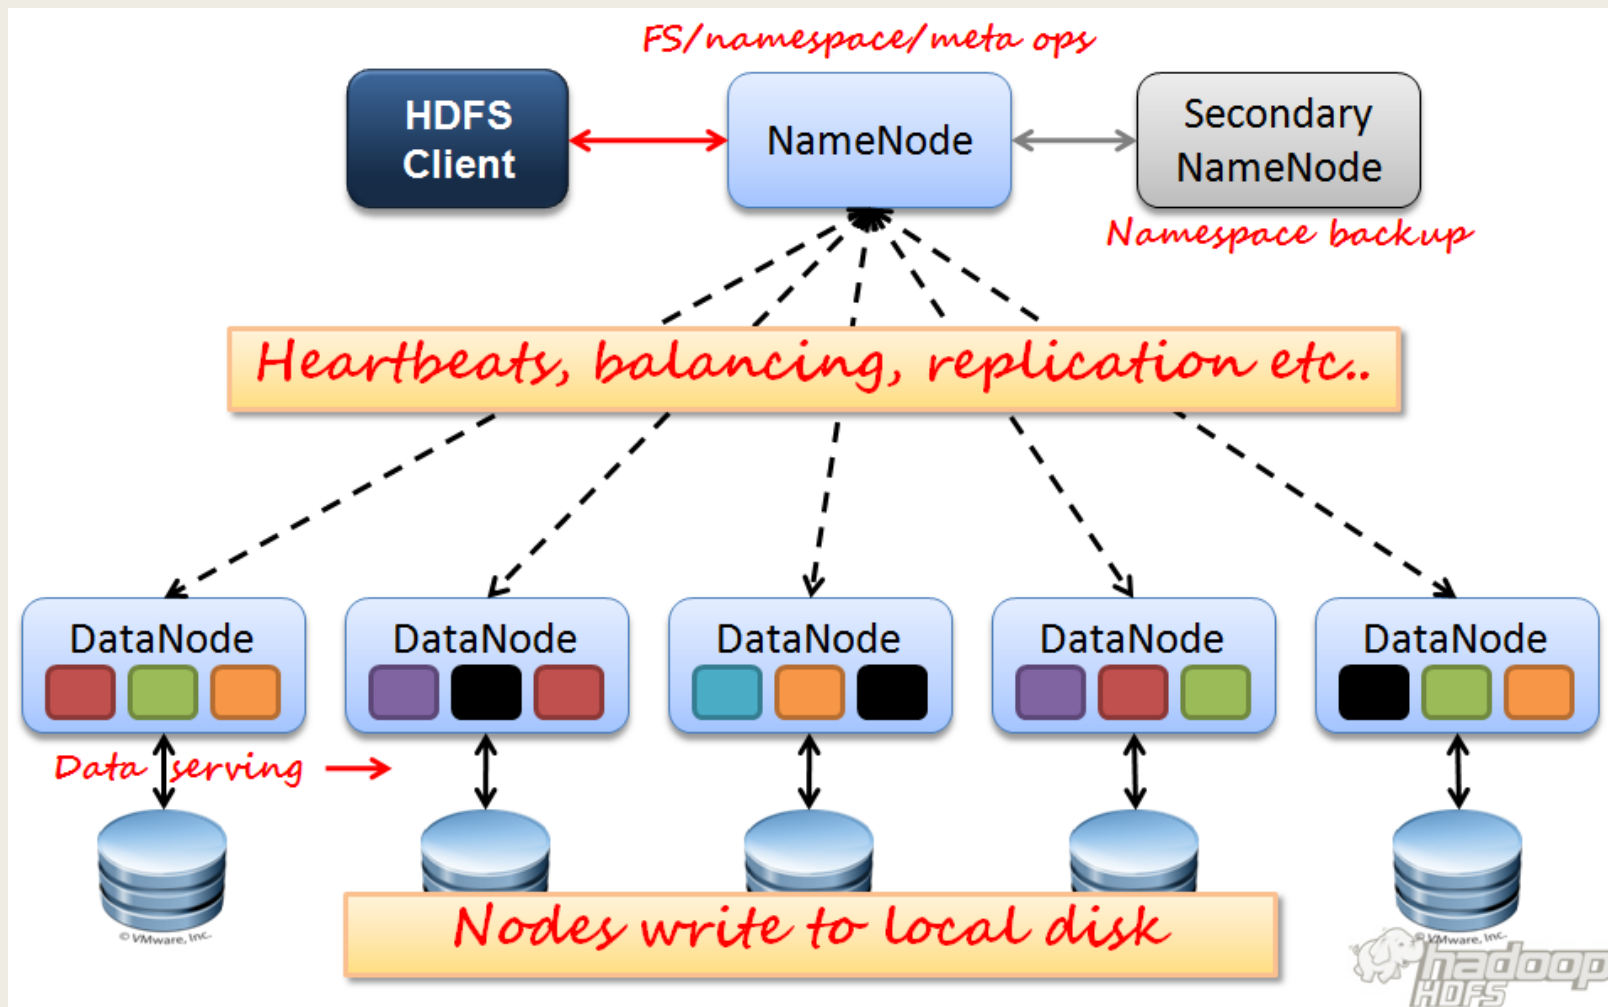 FS/namespace/meta ops
HDFS
Client
NameNode
Secondary
NameNode
Namespace backup
Heartbeats, balancing, replication etc..
DataNode
DataNode
DataNode
DataNode
DataNode
Data serving
Nodes write to local disk
© VMware, Inc.
© VMware, Inc.
hadoop
HDFS